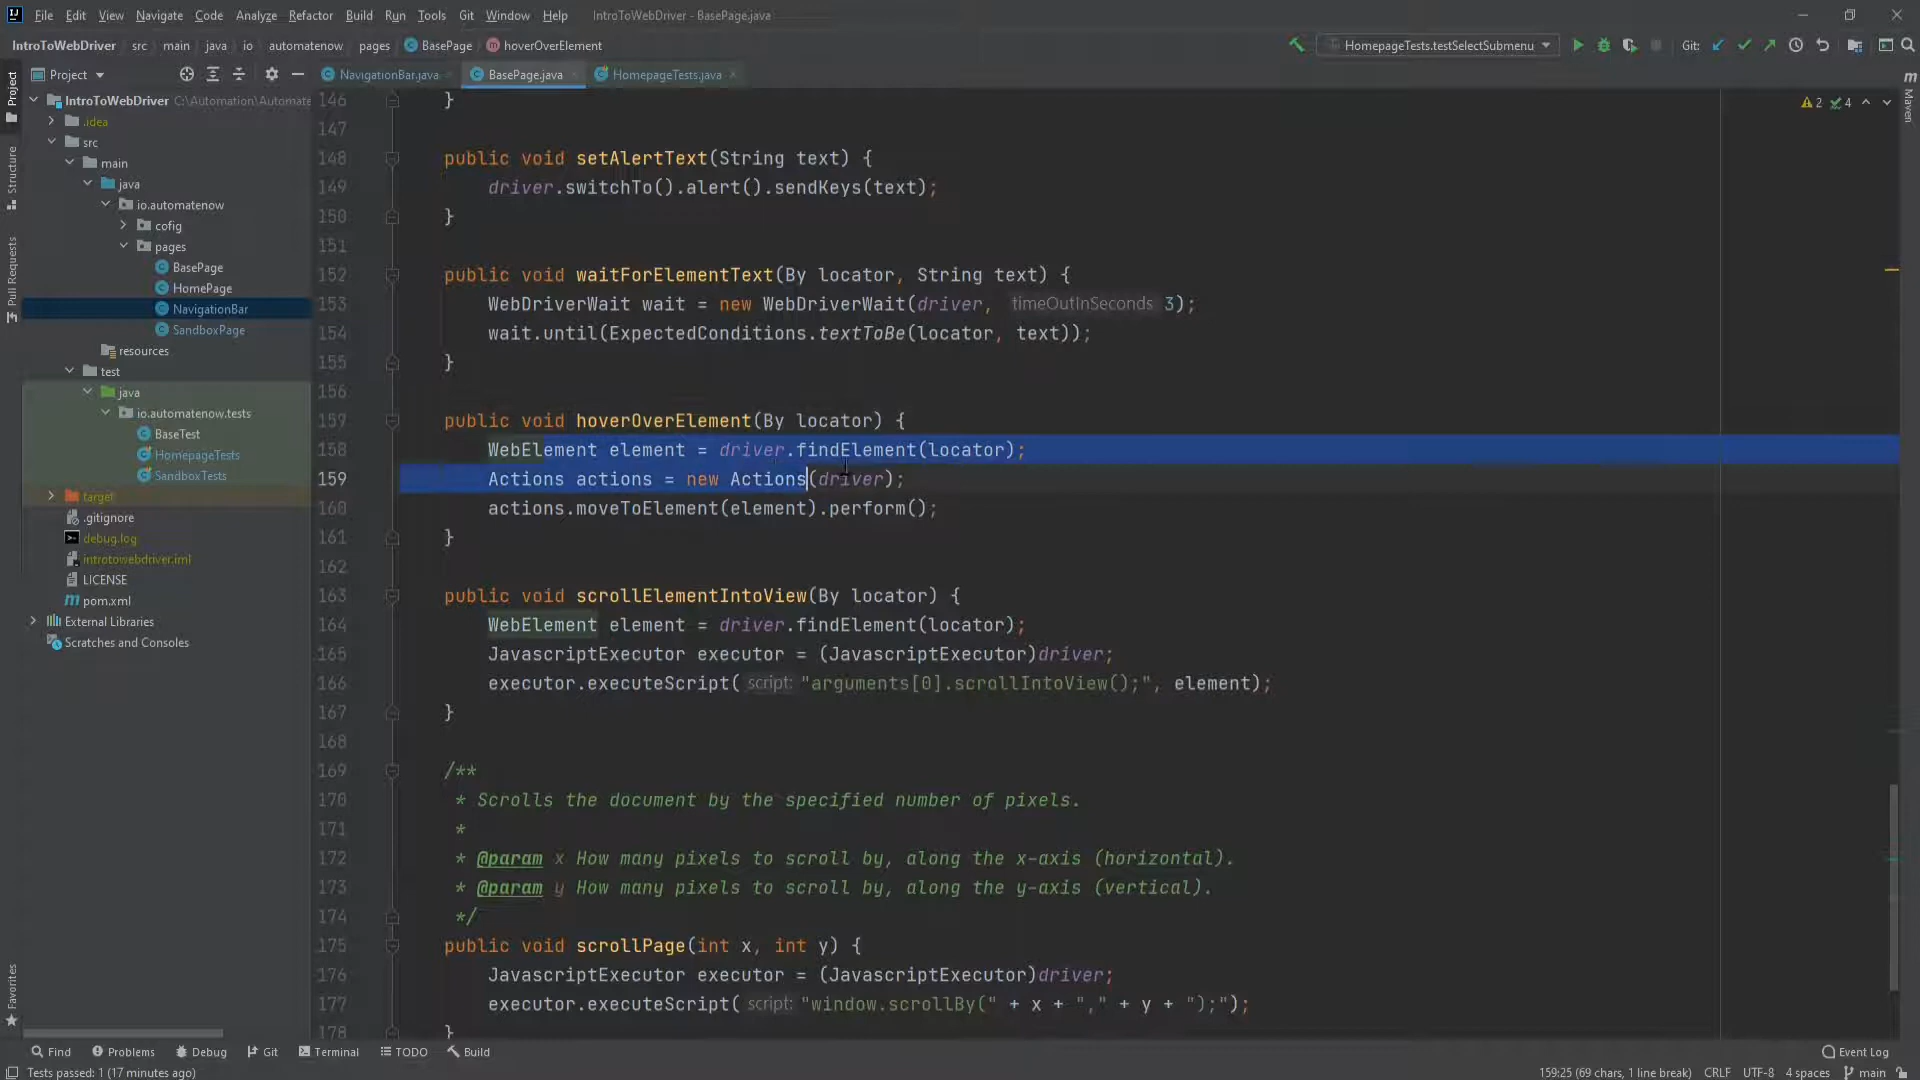 File Edit View Navigate Code Analyze Refactor Build Run Tools Git Window Help IntroToWebDriver - BasePage.java
IntroToWebDriver src main java io automatenow pages BasePage hoverOverElement HomepageTests.testSelectSubmenu Git:
Project NavigationBar.java BasePage.java HomepageTests.java
Project
Structure
Pull Requests
Favorites
Maven
IntroToWebDriver C:\Automation\Automate
.idea
src
main
java
io.automatenow
cofig
pages
BasePage
HomePage
NavigationBar
SandboxPage
resources
test
java
io.automatenow.tests
BaseTest
HomepageTests
SandboxTests
target
.gitignore
debug.log
introtowebdriver.iml
LICENSE
pom.xml
External Libraries
Scratches and Consoles
2 4
146 }
147
148 public void setAlertText(String text) {
149 driver.switchTo().alert().sendKeys(text);
150 }
151
152 public void waitForElementText(By locator, String text) {
153 WebDriverWait wait = new WebDriverWait(driver, timeOutInSeconds 3);
154 wait.until(ExpectedConditions.textToBe(locator, text));
155 }
156
157 public void hoverOverElement(By locator) {
158 WebElement element = driver.findElement(locator);
159 Actions actions = new Actions(driver);
160 actions.moveToElement(element).perform();
161 }
162
163 public void scrollElementIntoView(By locator) {
164 WebElement element = driver.findElement(locator);
165 JavascriptExecutor executor = (JavascriptExecutor)driver;
166 executor.executeScript( script: "arguments[0].scrollIntoView();", element);
167 }
168
169 /**
170 * Scrolls the document by the specified number of pixels.
171 *
172 * @param x How many pixels to scroll by, along the x-axis (horizontal).
173 * @param y How many pixels to scroll by, along the y-axis (vertical).
174 */
175 public void scrollPage(int x, int y) {
176 JavascriptExecutor executor = (JavascriptExecutor)driver;
177 executor.executeScript( script: "window.scrollBy(" + x + "," + y + ");");
178 }
Find Problems Debug Git Terminal TODO Build Event Log
Tests passed: 1 (17 minutes ago) 159:25 (69 chars, 1 line break) CRLF UTF-8 4 spaces main